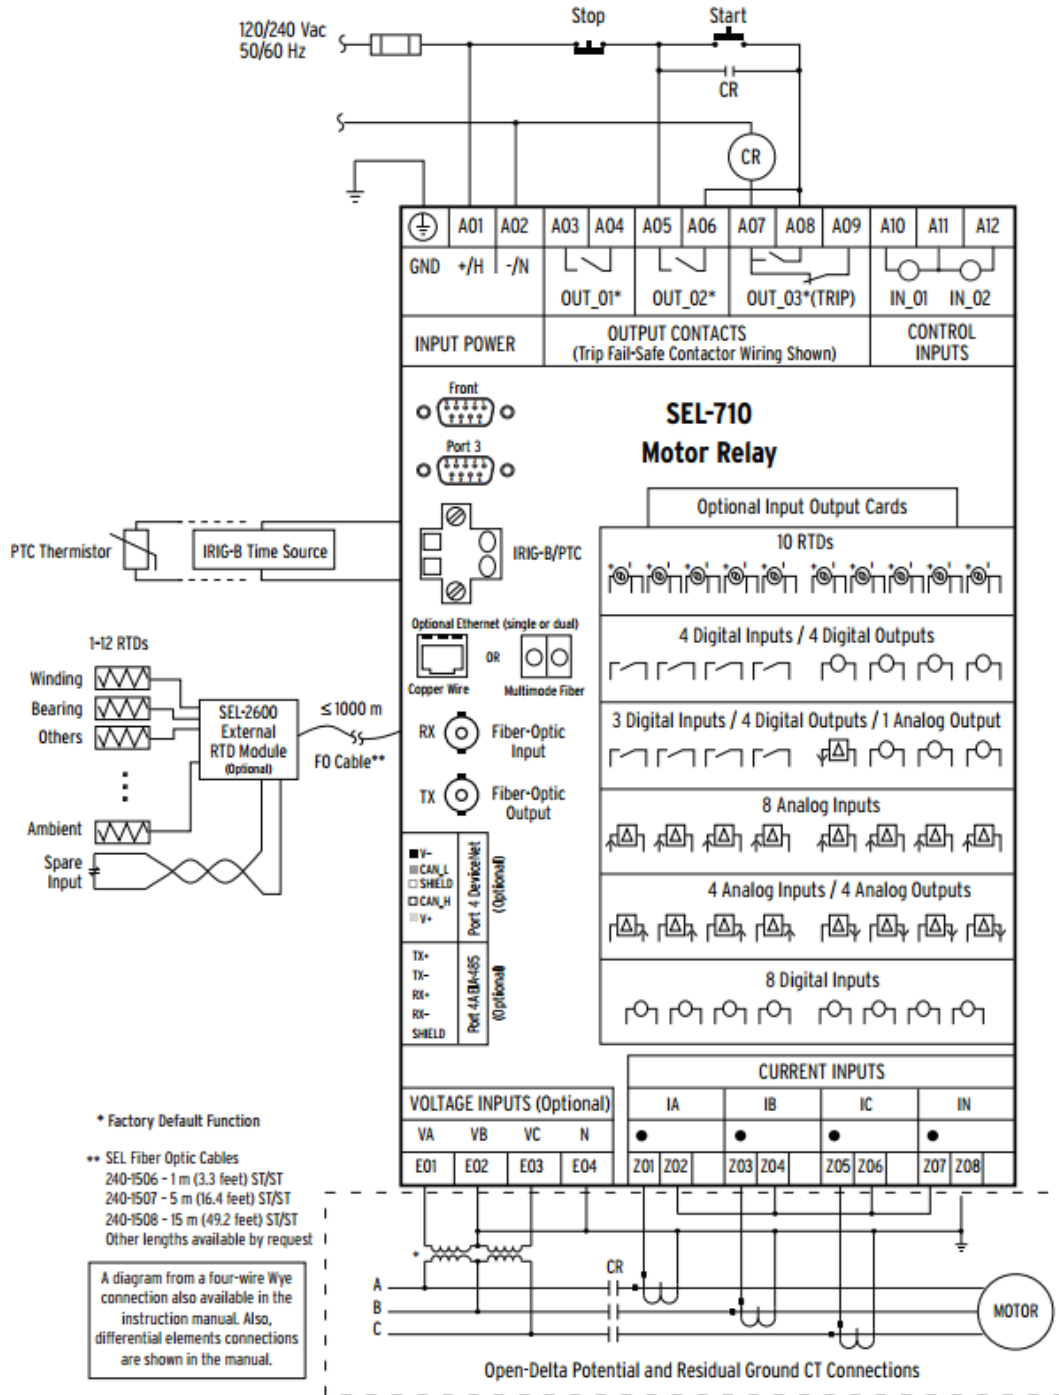 Stop
Start
120/240 Vac
50/60 Hz
CR
CR
A01 A02 A03 A04 A05 A06 A07 A08 A09 A10 A11 A12
GND +/H -/N
OUT_01* OUT_02* OUT_03*(TRIP) IN_01 IN_02
INPUT POWER
OUTPUT CONTACTS
(Trip Fail-Safe Contactor Wiring Shown)
CONTROL
INPUTS
Front
Port 3
SEL-710
Motor Relay
Optional Input Output Cards
10 RTDs
+ - + - + - + - + - + - + - + - + - + -
4 Digital Inputs / 4 Digital Outputs
3 Digital Inputs / 4 Digital Outputs / 1 Analog Output
8 Analog Inputs
4 Analog Inputs / 4 Analog Outputs
8 Digital Inputs
PTC Thermistor
IRIG-B Time Source
IRIG-B/PTC
Optional Ethernet (single or dual)
OR
Copper Wire
Multimode Fiber
1-12 RTDs
Winding
Bearing
Others
Ambient
Spare
Input
SEL-2600
External
RTD Module
(Optional)
≤1000 m
FO Cable**
RX
Fiber-Optic
Input
TX
Fiber-Optic
Output
V-
CAN_L
SHIELD
CAN_H
V+
Port 4 DeviceNet
(Optional)
TX+
TX-
RX+
RX-
SHIELD
Port 4A EIA-485
(Optional)
CURRENT INPUTS
IA IB IC IN
VOLTAGE INPUTS (Optional)
VA VB VC N
E01 E02 E03 E04
Z01 Z02 Z03 Z04 Z05 Z06 Z07 Z08
* Factory Default Function
** SEL Fiber Optic Cables
240-1506 - 1 m (3.3 feet) ST/ST
240-1507 - 5 m (16.4 feet) ST/ST
240-1508 - 15 m (49.2 feet) ST/ST
Other lengths available by request
A diagram from a four-wire Wye
connection also available in the
instruction manual. Also,
differential elements connections
are shown in the manual.
*
CR
A
B
C
MOTOR
Open-Delta Potential and Residual Ground CT Connections